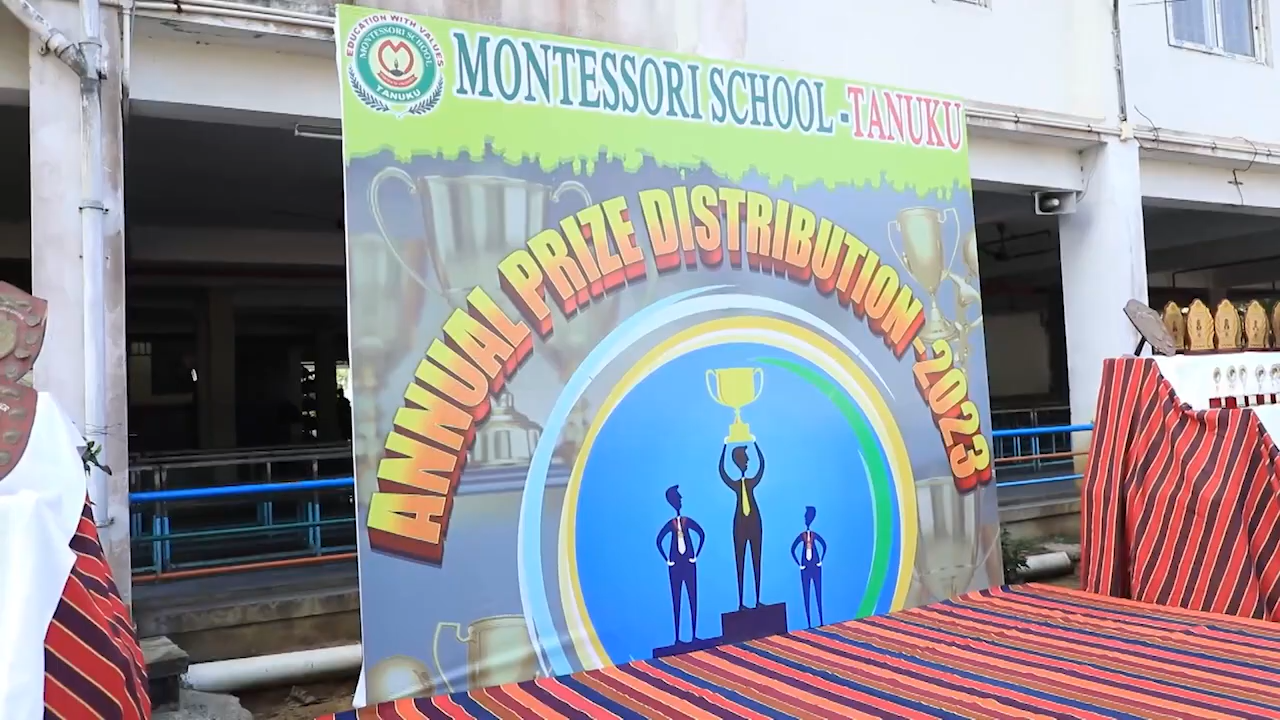 EDUCATION WITH VALUES
MONTESSORI SCHOOL
TANUKU
MONTESSORI SCHOOL - TANUKU
ANNUAL PRIZE DISTRIBUTION - 2023